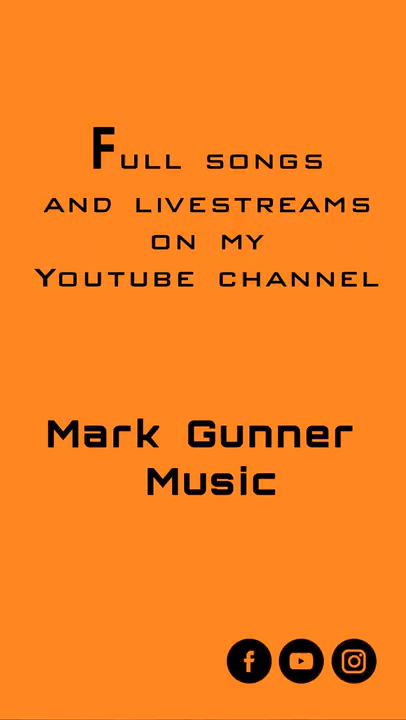 Full songs
and livestreams
on my
Youtube channel
Mark Gunner
Music